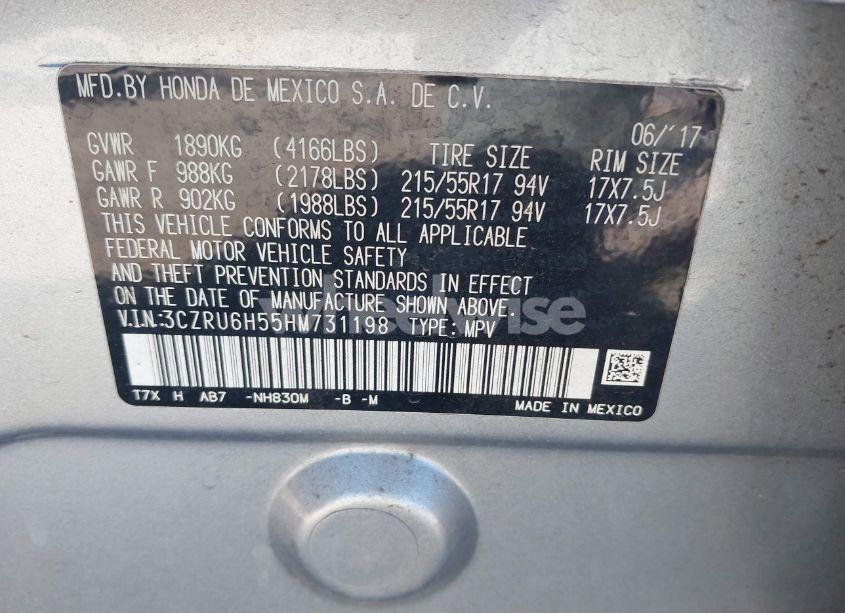 MFD.BY HONDA DE MEXICO S.A. DE C.V.
06/'17
GVWR 1890KG (4166LBS) TIRE SIZE RIM SIZE
GAWR F 988KG (2178LBS) 215/55R17 94V 17X7.5J
GAWR R 902KG (1988LBS) 215/55R17 94V 17X7.5J
THIS VEHICLE CONFORMS TO ALL APPLICABLE
FEDERAL MOTOR VEHICLE SAFETY
AND THEFT PREVENTION STANDARDS IN EFFECT
ON THE DATE OF MANUFACTURE SHOWN ABOVE.
V.I.N:3CZRU6H55HM731198 TYPE:MPV
T7X H AB7 -NH830M -B -M
MADE IN MEXICO
wheelwise